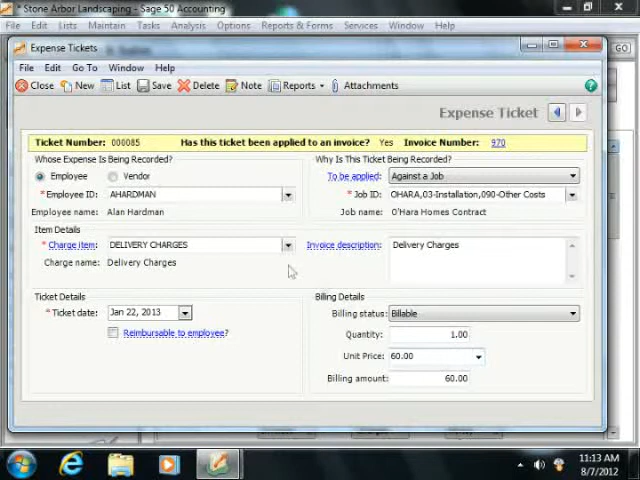 * Stone Arbor Landscaping - Sage 50 Accounting
File Edit Lists Maintain Tasks Analysis Options Reports & Forms Services Window Help
Expense Tickets
File Edit Go To Window Help
Close New List Save Delete Note Reports Attachments
Expense Ticket
Ticket Number: 000085 Has this ticket been applied to an invoice? Yes Invoice Number: 970
Whose Expense Is Being Recorded?
Employee Vendor
* Employee ID: AHARDMAN
Employee name: Alan Hardman
Why Is This Ticket Being Recorded?
To be applied: Against a Job
* Job ID: OHARA,03-Installation,090-Other Costs
Job name: O'Hara Homes Contract
Item Details
* Charge item: DELIVERY CHARGES
Charge name: Delivery Charges
Invoice description: Delivery Charges
Ticket Details
* Ticket date: Jan 22, 2013
Reimbursable to employee?
Billing Details
Billing status: Billable
Quantity: 1.00
Unit Price: 60.00
Billing amount: 60.00
11:13 AM
8/7/2012